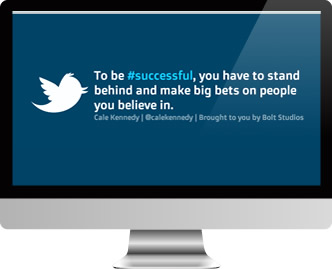 To be #successful, you have to stand
behind and make big bets on people
you believe in.
Cale Kennedy | @calekennedy | Brought to you by Bolt Studios